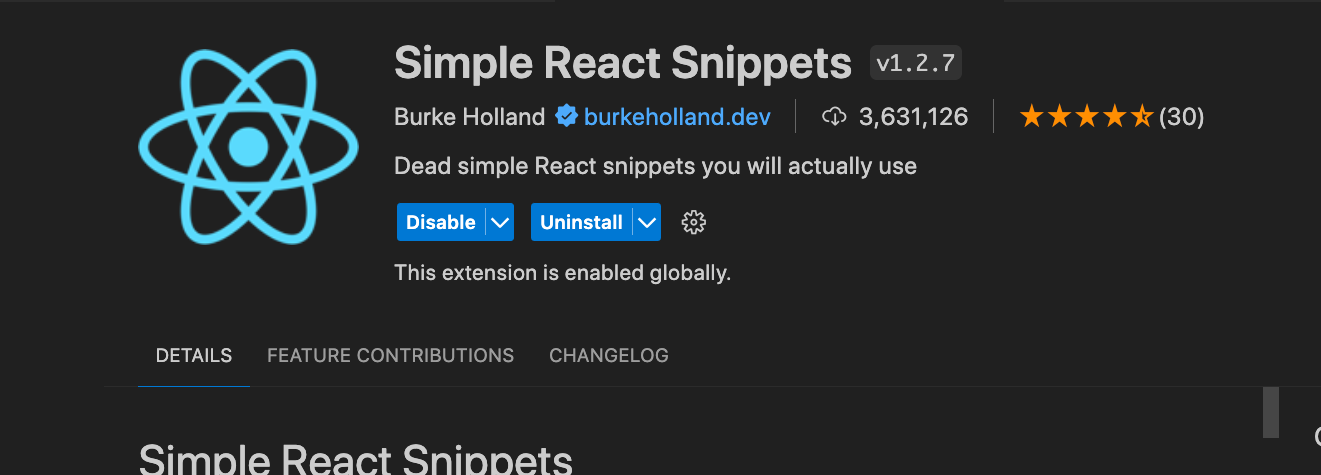 Simple React Snippets v1.2.7
Burke Holland burkeholland.dev 3,631,126 (30)
Dead simple React snippets you will actually use
Disable Uninstall
This extension is enabled globally.
DETAILS FEATURE CONTRIBUTIONS CHANGELOG
Simple React Snippets